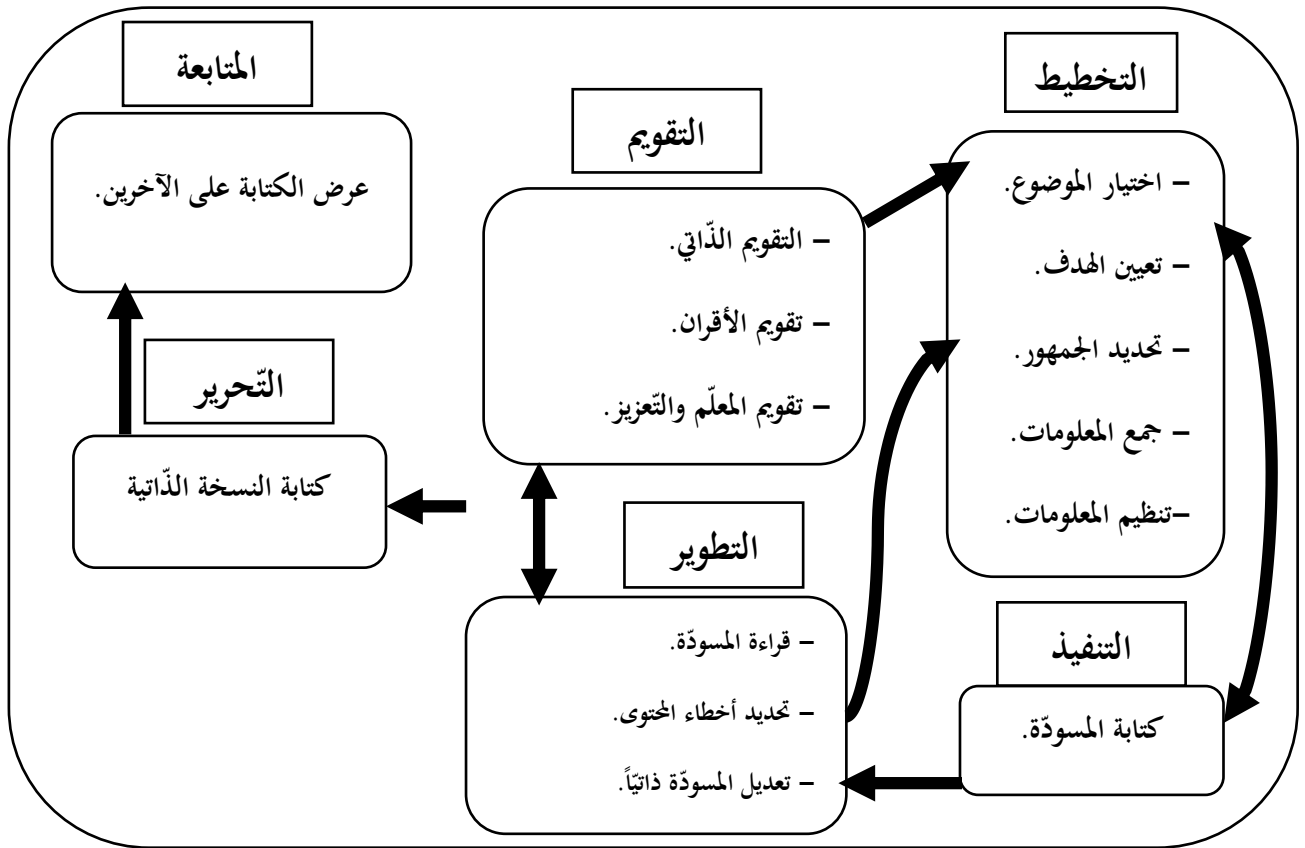 التخطيط
– اختيار الموضوع.
– تعيين الهدف.
– تحديد الجمهور.
– جمع المعلومات.
–تنظيم المعلومات.
التنفيذ
كتابة المسودّة.
التقويم
– التقويم الذّاتي.
– تقويم الأقران.
– تقويم المعلّم والتّعزيز.
التطوير
– قراءة المسودّة.
– تحديد أخطاء المحتوى.
– تعديل المسودّة ذاتيّاً.
المتابعة
عرض الكتابة على الآخرين.
التّحرير
كتابة النسخة الذّاتية